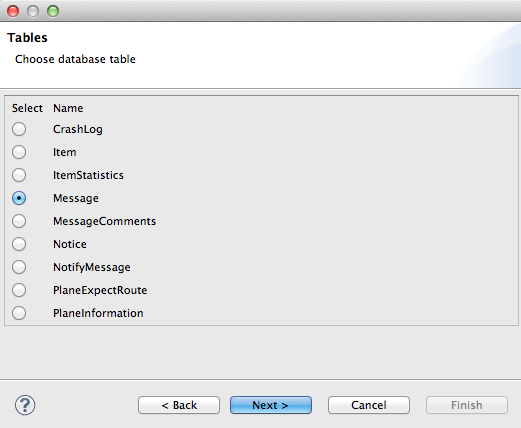 Tables
Choose database table
Select Name
CrashLog
Item
ItemStatistics
Message
MessageComments
Notice
NotifyMessage
PlaneExpectRoute
PlaneInformation
? < Back Next > Cancel Finish